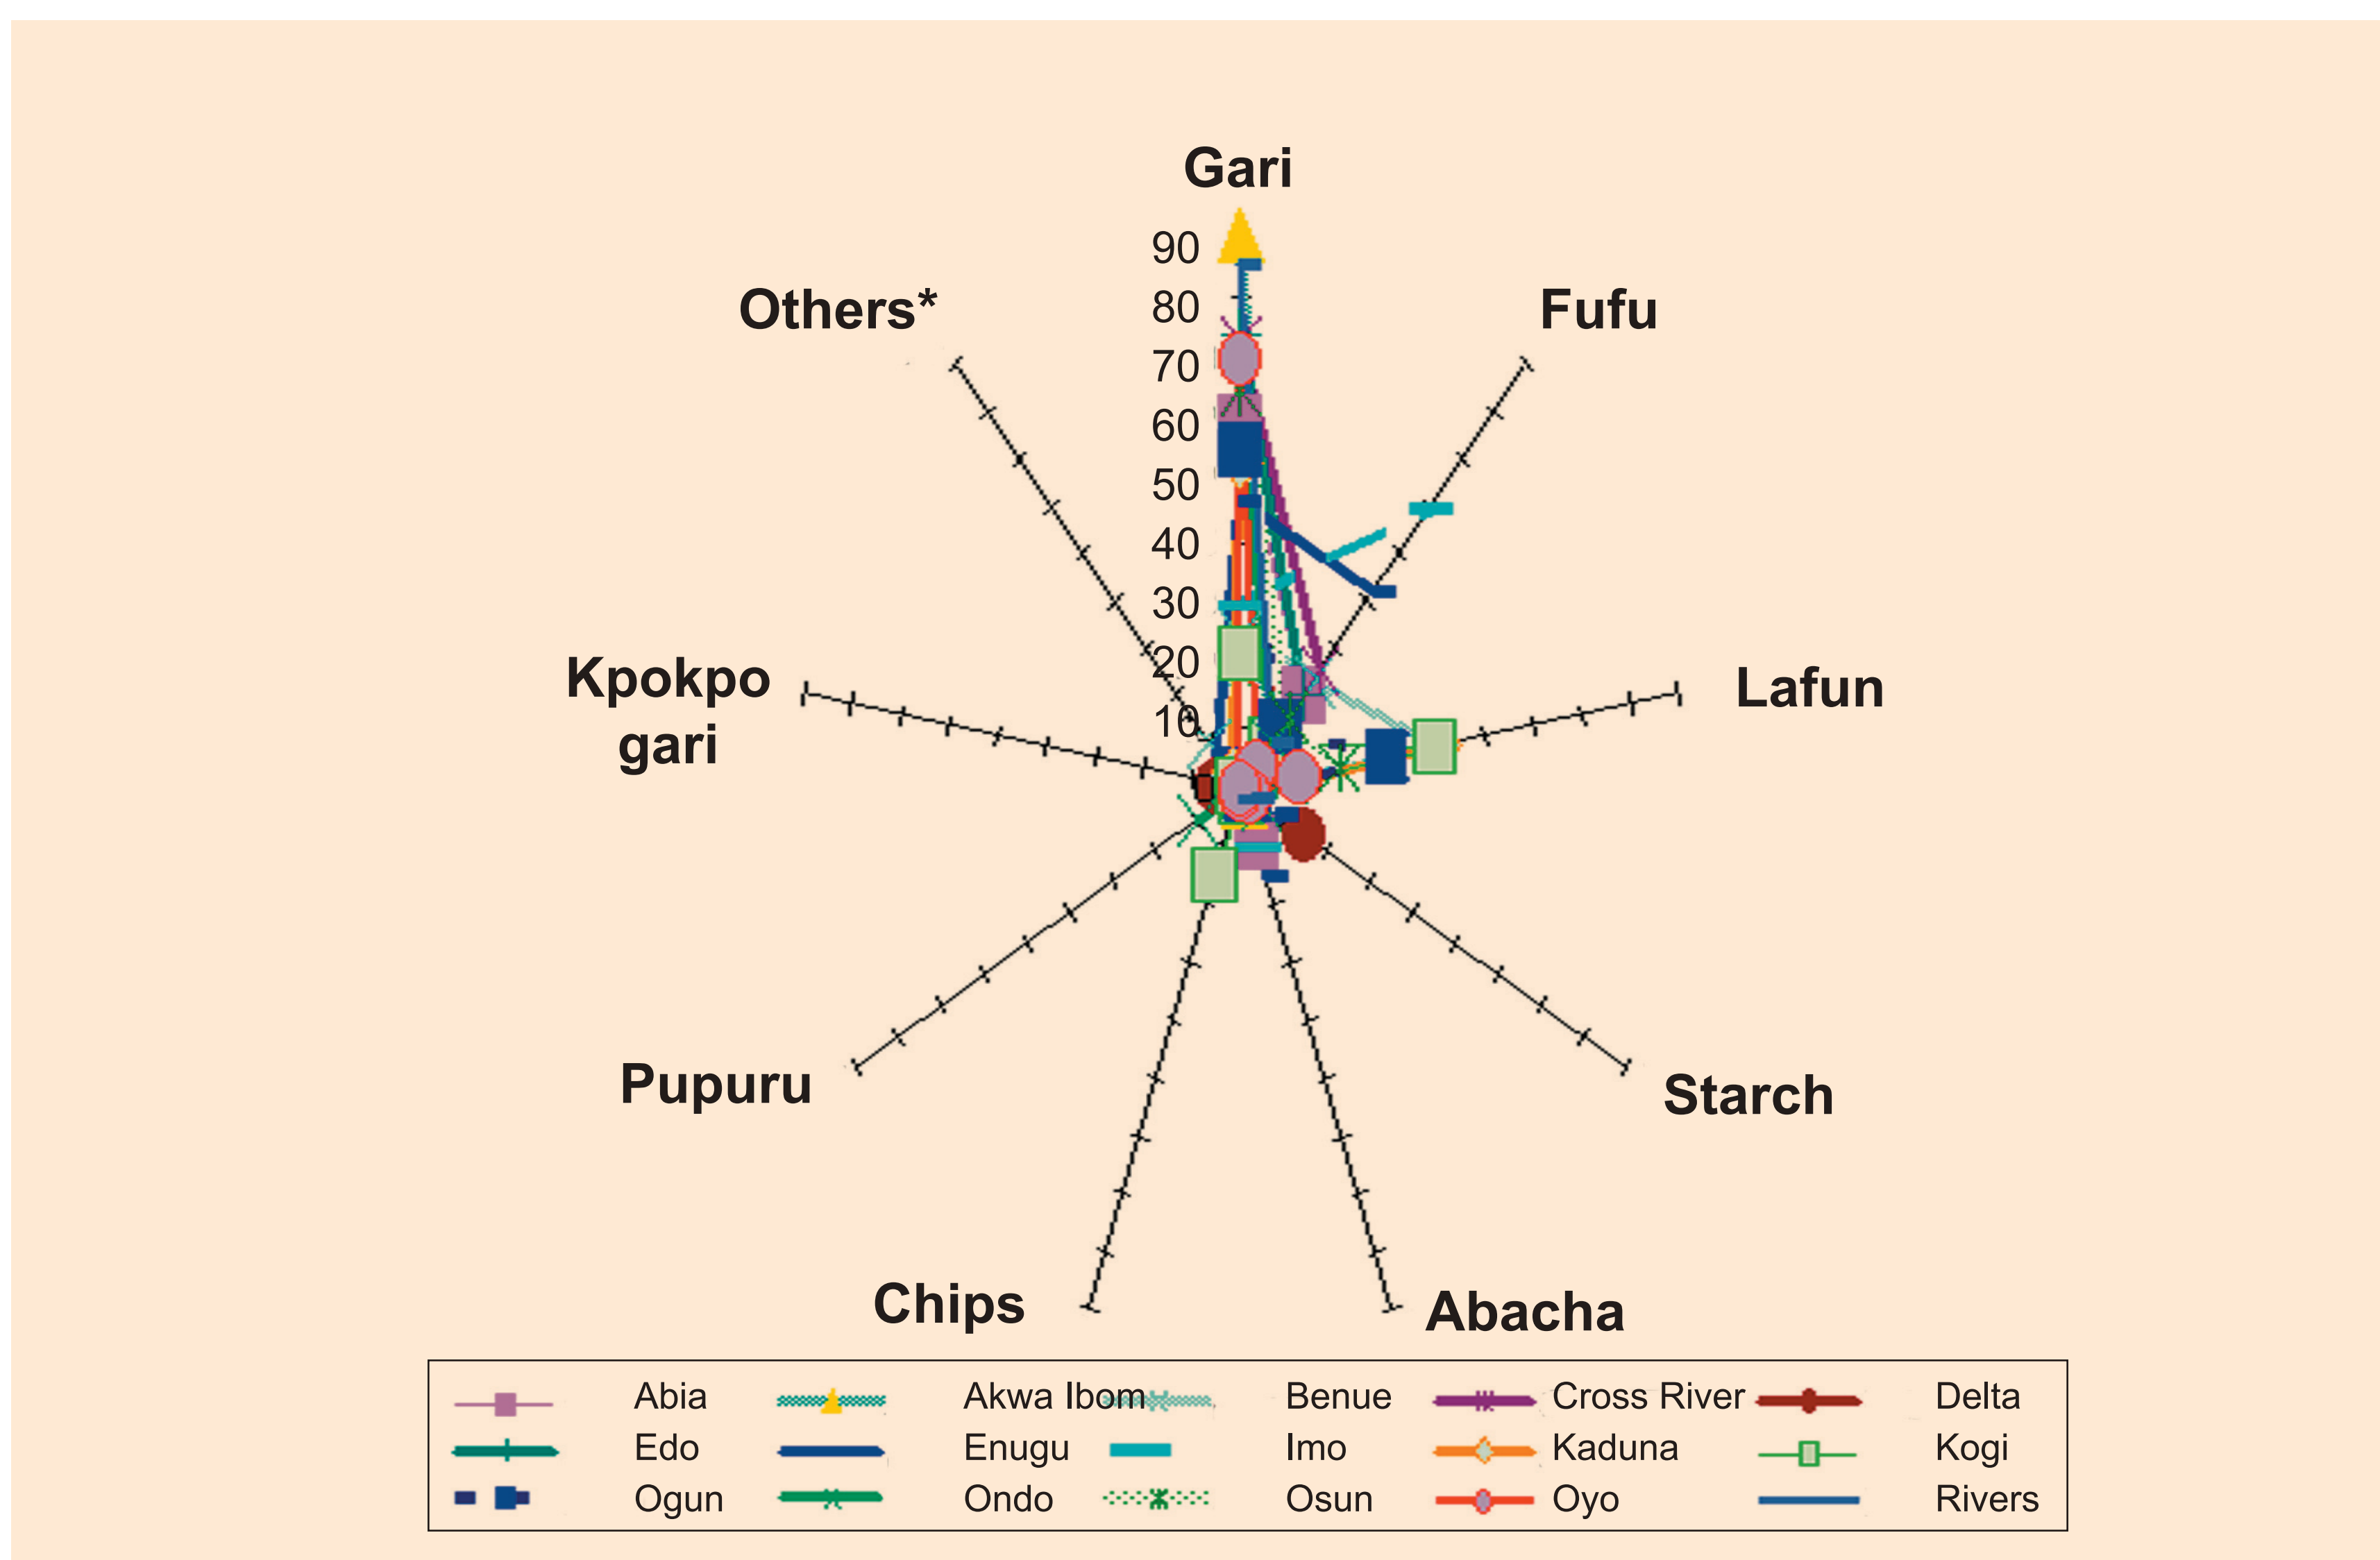 Gari
90
80
70
60
50
40
30
20
10
Others*
Fufu
Kpokpo
gari
Lafun
Pupuru
Starch
Chips
Abacha
Abia Akwa Ibom Benue Cross River Delta
Edo Enugu Imo Kaduna Kogi
Ogun Ondo Osun Oyo Rivers